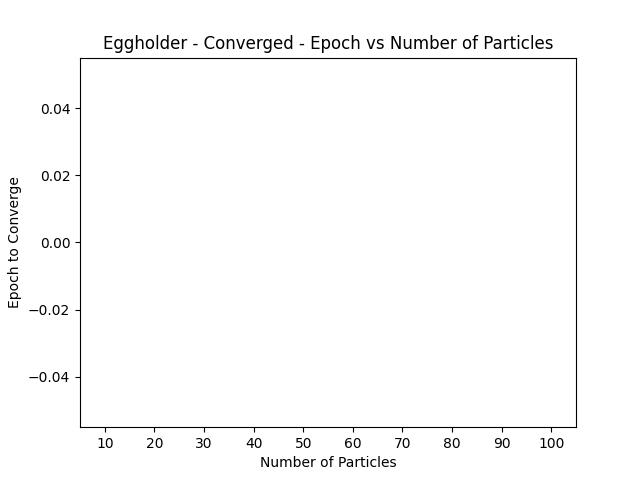 Eggholder - Converged - Epoch vs Number of Particles
0.04
0.02
0.00
−0.02
−0.04
Epoch to Converge
10 20 30 40 50 60 70 80 90 100
Number of Particles